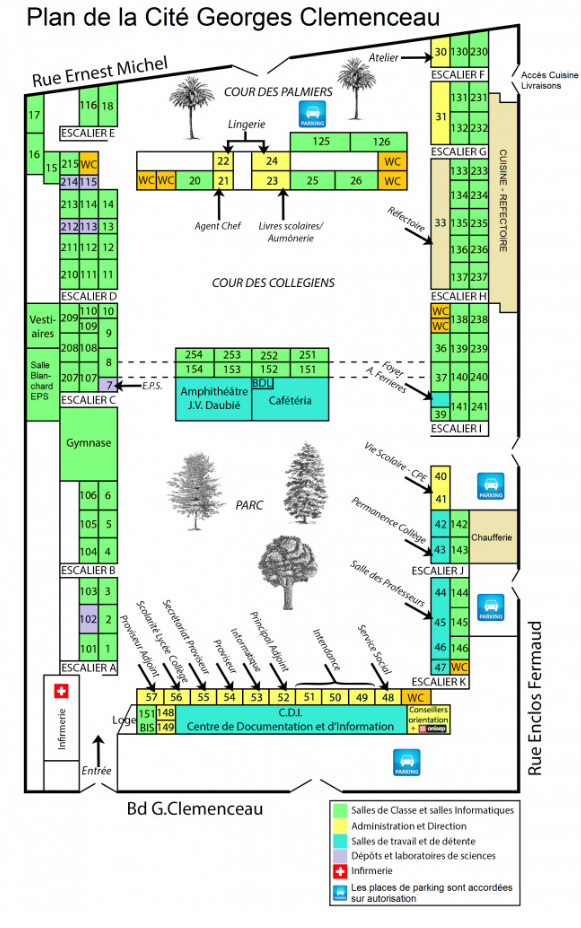 Plan de la Cité Georges Clemenceau
Rue Ernest Michel
Atelier
30 130 230
ESCALIER F
Accès Cuisine
Livraisons
COUR DES PALMIERS
PARKING
17
116 18
ESCALIER E
16
15
Lingerie
125 126
22 24 WC
WC WC 20 21 23 25 26 WC
Agent Chef
Livres scolaires/
Aumônerie
31
131 231
132 232
ESCALIER G
CUISINE - REFECTOIRE
Réfectoire
33
133 233
134 234
135 235
136 236
137 237
ESCALIER H
215 WC
214 115
213 114 14
212 113 13
211 112 12
210 111 11
ESCALIER D
COUR DES COLLEGIENS
Vesti-
aires
209 110 10
109 9
208 108
8
207 107
7
ESCALIER C
E.P.S.
Salle
Blan-
chard
EPS
254 253 252 251
154 153 152 151
Amphithéâtre
J.V. Daubié
BDL
Cafétéria
WC
WC
138 238
36 139 239
37 140 240
39 141 241
ESCALIER I
Foyer
A. Ferrieres
Gymnase
106 6
105 5
104 4
ESCALIER B
PARC
Vie Scolaire - CPE
40
41
PARKING
Permanence Collège
42 142
43 143
Chaufferie
ESCALIER J
Salle des Professeurs
44 144
45 145
46 146
47 WC
ESCALIER K
PARKING
103 3
102 2
101 1
ESCALIER A
Proviseur Adjoint
Scolarité Lycée Collège
Secrétariat Proviseur
Proviseur
Informatique
Principal Adjoint
Intendance
Service Social
57 56 55 54 53 52 51 50 49 48 WC
Loge
151
BIS
148
149
C.D.I.
Centre de Documentation et d'Information
Conseillers
orientation
+ onisep
Infirmerie
Entrée
PARKING
Rue Enclos Fermaud
Bd G.Clemenceau
Salles de Classe et salles Informatiques
Administration et Direction
Salles de travail et de détente
Dépôts et laboratoires de sciences
Infirmerie
Les places de parking sont accordées
sur autorisation